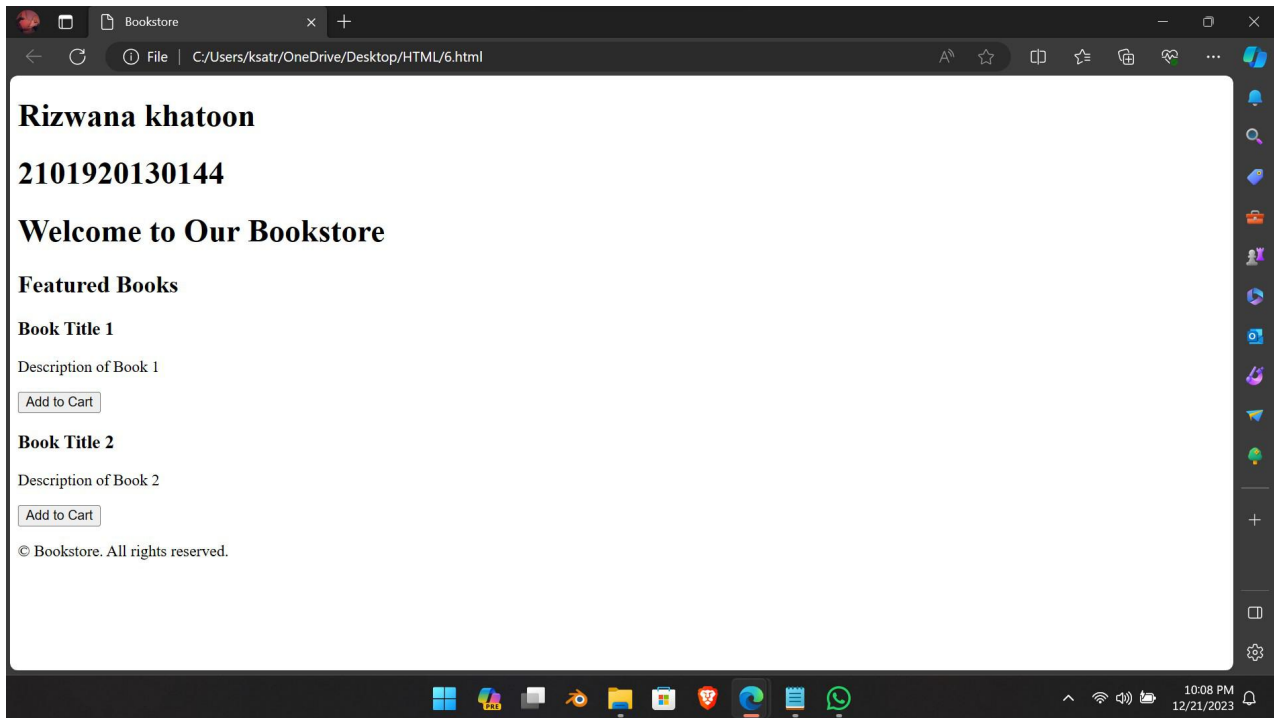 Bookstore
File | C:/Users/ksatr/OneDrive/Desktop/HTML/6.html
Rizwana khatoon
2101920130144
Welcome to Our Bookstore
Featured Books
Book Title 1
Description of Book 1
Add to Cart
Book Title 2
Description of Book 2
Add to Cart
© Bookstore. All rights reserved.
PRE
10:08 PM
12/21/2023